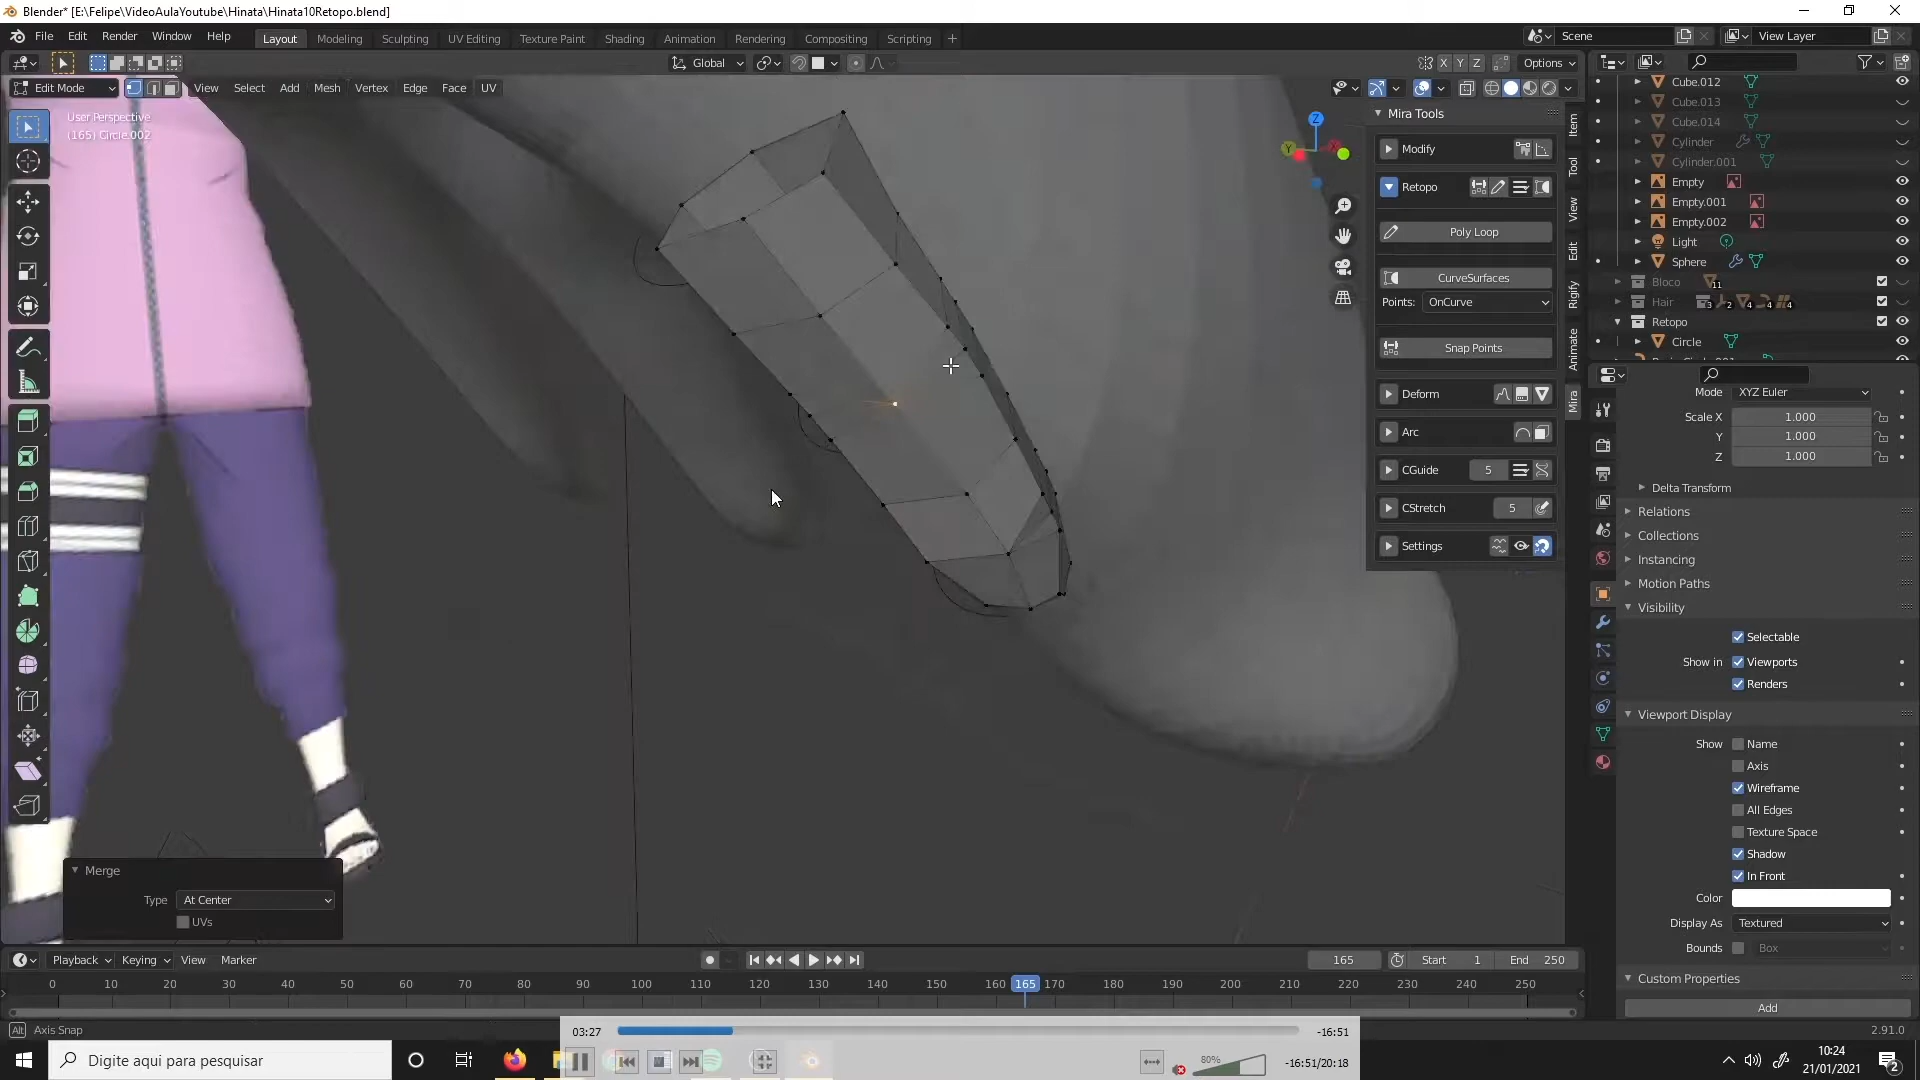 Blender* [E:\Felipe\VideoAulaYoutube\Hinata\Hinata10Retopo.blend]
File Edit Render Window Help Layout Modeling Sculpting UV Editing Texture Paint Shading Animation Rendering Compositing Scripting + Scene View Layer
Global X Y Z Options
Edit Mode View Select Add Mesh Vertex Edge Face UV
User Perspective
(165) Circle.002
Mira Tools
Modify
Retopo
Poly Loop
CurveSurfaces
Points: OnCurve
Snap Points
Deform
Arc
CGuide 5
CStretch 5
Settings
Item
Tool
View
Edit
Rigify
Animate
Mira
Z
Y
Cube.012
Cube.013
Cube.014
Cylinder
Cylinder.001
Empty
Empty.001
Empty.002
Light
Sphere
Bloco 11
Hair 3 2 4 4 4
Retopo
Circle
Mode XYZ Euler
Scale X 1.000
Y 1.000
Z 1.000
Delta Transform
Relations
Collections
Instancing
Motion Paths
Visibility
Selectable
Show in Viewports
Renders
Viewport Display
Show Name
Axis
Wireframe
All Edges
Texture Space
Shadow
In Front
Color
Display As Textured
Bounds Box
Custom Properties
Add
Merge
Type At Center
UVs
Playback Keying View Marker 165 Start 1 End 250
0 10 20 30 40 50 60 70 80 90 100 110 120 130 140 150 160 165 170 180 190 200 210 220 230 240 250
Alt Axis Snap 2.91.0
03:27 -16:51
80% -16:51/20:18
Digite aqui para pesquisar
10:24
21/01/2021
2